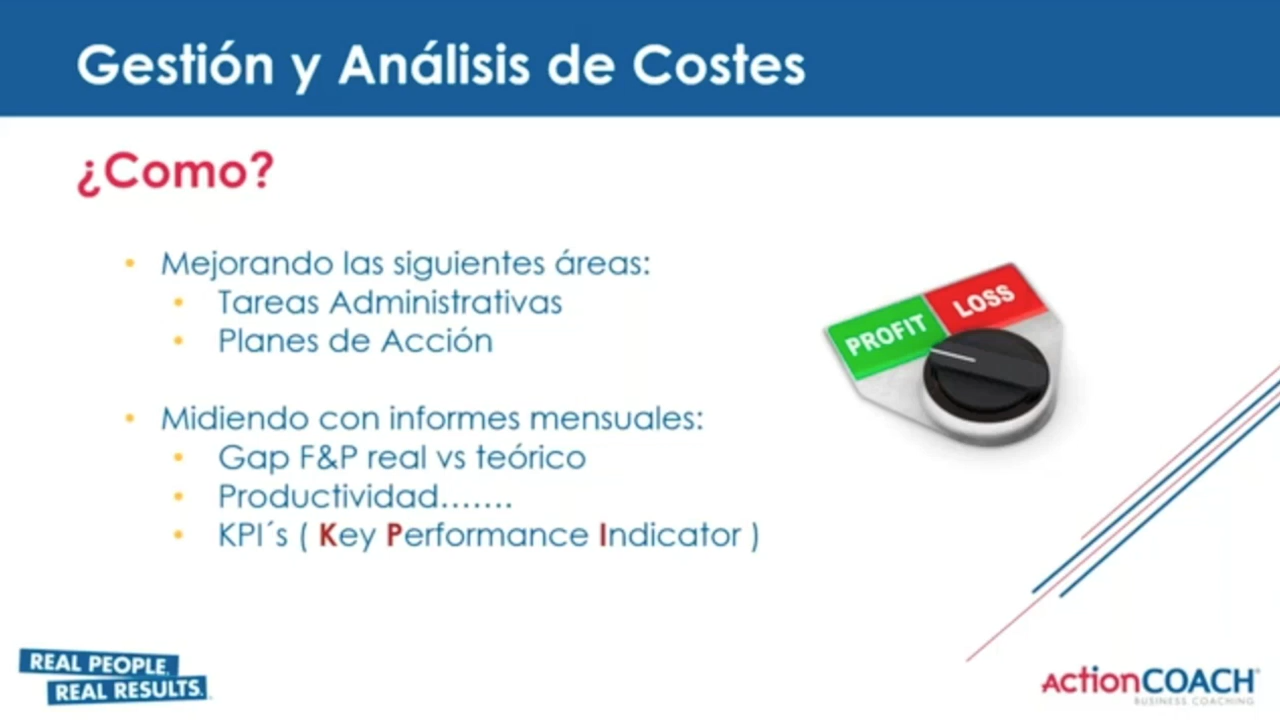 Gestión y Análisis de Costes
¿Como?
• Mejorando las siguientes áreas:
• Tareas Administrativas
• Planes de Acción
• Midiendo con informes mensuales:
• Gap F&P real vs teórico
• Productividad.......
• KPI´s ( Key Performance Indicator )
PROFIT
LOSS
REAL PEOPLE.
REAL RESULTS.
ActionCOACH
BUSINESS COACHING